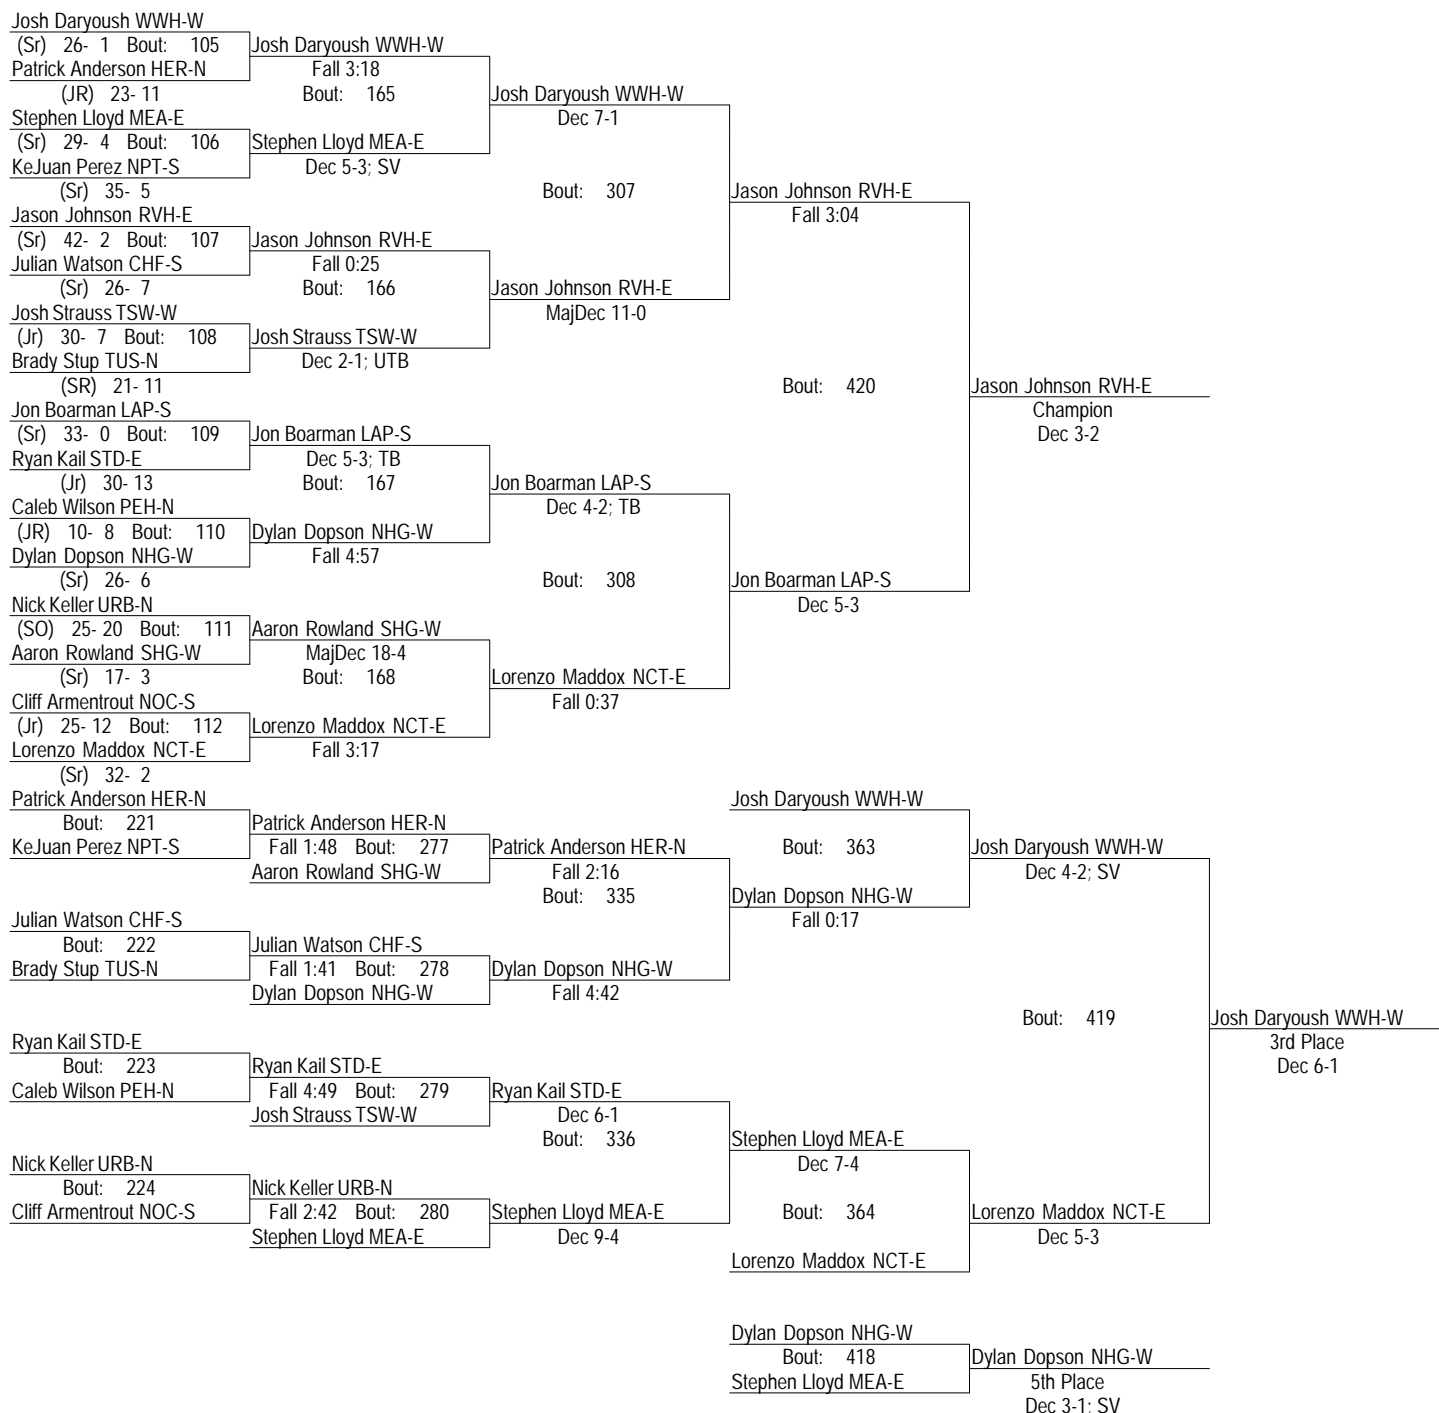 Josh Daryoush WWH-W
(Sr) 26- 1 Bout: 105 Josh Daryoush WWH-W
Patrick Anderson HER-N Fall 3:18
(JR) 23- 11 Bout: 165 Josh Daryoush WWH-W
Stephen Lloyd MEA-E Dec 7-1
(Sr) 29- 4 Bout: 106 Stephen Lloyd MEA-E
KeJuan Perez NPT-S Dec 5-3; SV
(Sr) 35- 5 Bout: 307 Jason Johnson RVH-E
Jason Johnson RVH-E Fall 3:04
(Sr) 42- 2 Bout: 107 Jason Johnson RVH-E
Julian Watson CHF-S Fall 0:25
(Sr) 26- 7 Bout: 166 Jason Johnson RVH-E
Josh Strauss TSW-W MajDec 11-0
(Jr) 30- 7 Bout: 108 Josh Strauss TSW-W
Brady Stup TUS-N Dec 2-1; UTB
(SR) 21- 11 Bout: 420 Jason Johnson RVH-E
Jon Boarman LAP-S Champion
(Sr) 33- 0 Bout: 109 Jon Boarman LAP-S Dec 3-2
Ryan Kail STD-E Dec 5-3; TB
(Jr) 30- 13 Bout: 167 Jon Boarman LAP-S
Caleb Wilson PEH-N Dec 4-2; TB
(JR) 10- 8 Bout: 110 Dylan Dopson NHG-W
Dylan Dopson NHG-W Fall 4:57
(Sr) 26- 6 Bout: 308 Jon Boarman LAP-S
Nick Keller URB-N Dec 5-3
(SO) 25- 20 Bout: 111 Aaron Rowland SHG-W
Aaron Rowland SHG-W MajDec 18-4
(Sr) 17- 3 Bout: 168 Lorenzo Maddox NCT-E
Cliff Armentrout NOC-S Fall 0:37
(Jr) 25- 12 Bout: 112 Lorenzo Maddox NCT-E
Lorenzo Maddox NCT-E Fall 3:17
(Sr) 32- 2
Patrick Anderson HER-N Josh Daryoush WWH-W
Bout: 221 Patrick Anderson HER-N
KeJuan Perez NPT-S Fall 1:48 Bout: 277 Patrick Anderson HER-N Bout: 363 Josh Daryoush WWH-W
Aaron Rowland SHG-W Fall 2:16 Dec 4-2; SV
Bout: 335 Dylan Dopson NHG-W
Julian Watson CHF-S Fall 0:17
Bout: 222 Julian Watson CHF-S
Brady Stup TUS-N Fall 1:41 Bout: 278 Dylan Dopson NHG-W
Dylan Dopson NHG-W Fall 4:42
Bout: 419 Josh Daryoush WWH-W
Ryan Kail STD-E 3rd Place
Bout: 223 Ryan Kail STD-E Dec 6-1
Caleb Wilson PEH-N Fall 4:49 Bout: 279 Ryan Kail STD-E
Josh Strauss TSW-W Dec 6-1
Bout: 336 Stephen Lloyd MEA-E
Nick Keller URB-N Dec 7-4
Bout: 224 Nick Keller URB-N
Cliff Armentrout NOC-S Fall 2:42 Bout: 280 Stephen Lloyd MEA-E Bout: 364 Lorenzo Maddox NCT-E
Stephen Lloyd MEA-E Dec 9-4 Dec 5-3
Lorenzo Maddox NCT-E
Dylan Dopson NHG-W
Bout: 418 Dylan Dopson NHG-W
Stephen Lloyd MEA-E 5th Place
Dec 3-1; SV